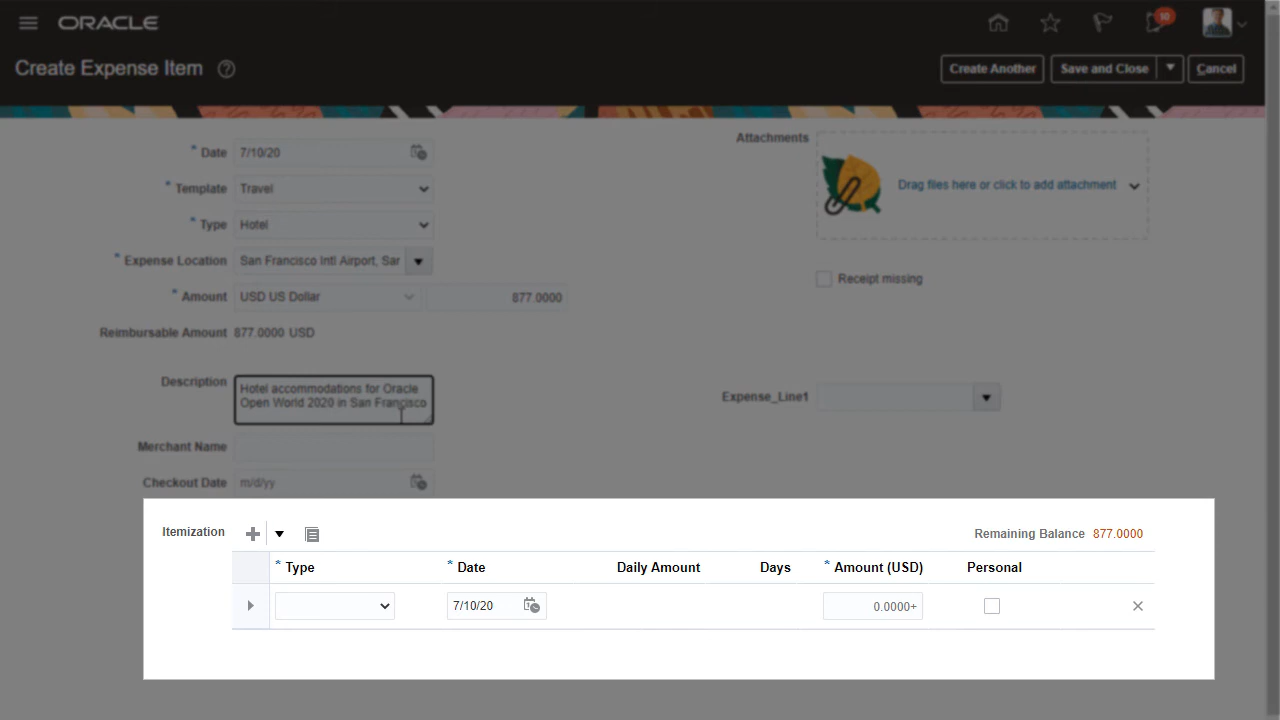 ORACLE
10
Create Expense Item ?
Create Another
Save and Close
Cancel
* Date 7/10/20
* Template Travel
* Type Hotel
* Expense Location San Francisco Intl Airport, Sar
* Amount USD US Dollar 877.0000
Reimbursable Amount 877.0000 USD
Description Hotel accommodations for Oracle
Open World 2020 in San Francisco
Merchant Name
Checkout Date m/d/yy
Attachments
Drag files here or click to add attachment
Receipt missing
Expense_Line1
Itemization
Remaining Balance 877.0000
* Type * Date Daily Amount Days * Amount (USD) Personal
7/10/20 0.0000+